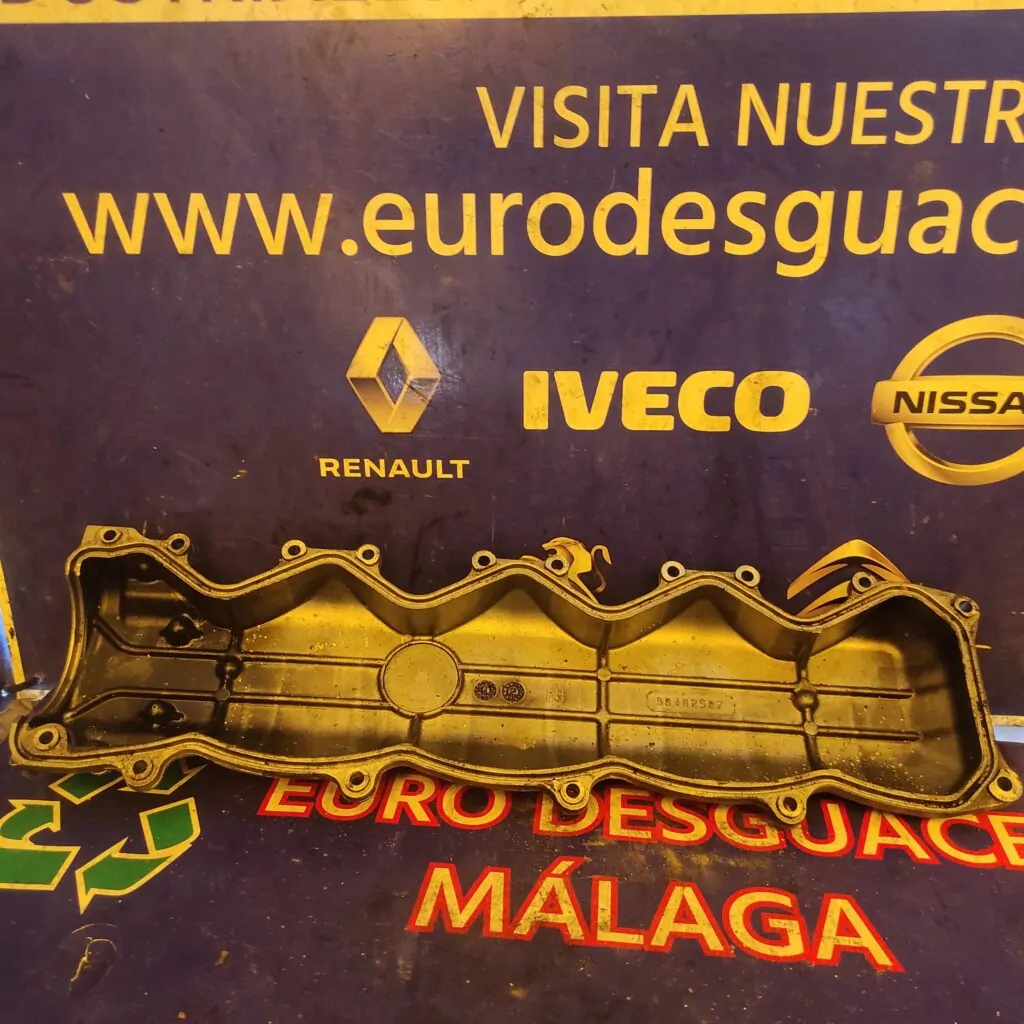 VISITA NUESTR
www.eurodesguac
IVECO
NISSA
RENAULT
EURO DESGUACE
MÁLAGA